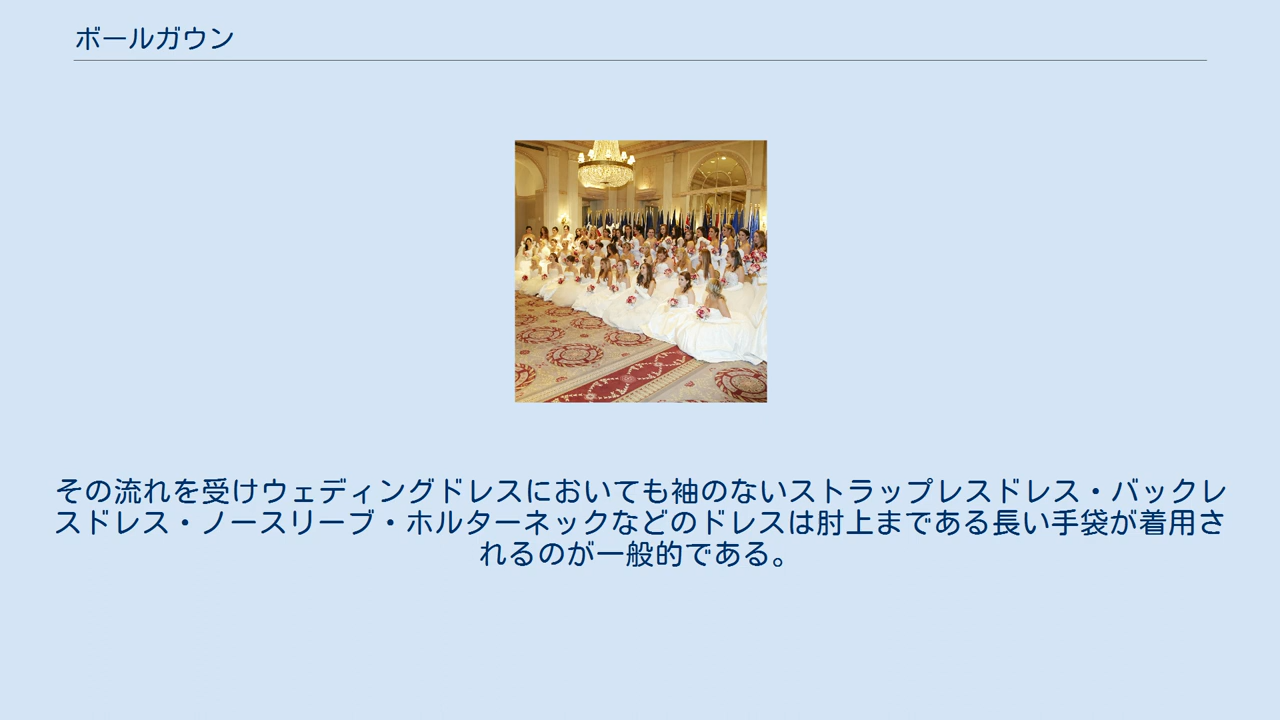 ボールガウン
その流れを受けウェディングドレスにおいても袖のないストラップレスドレス・バックレ
スドレス・ノースリーブ・ホルターネックなどのドレスは肘上まである長い手袋が着用さ
れるのが一般的である。